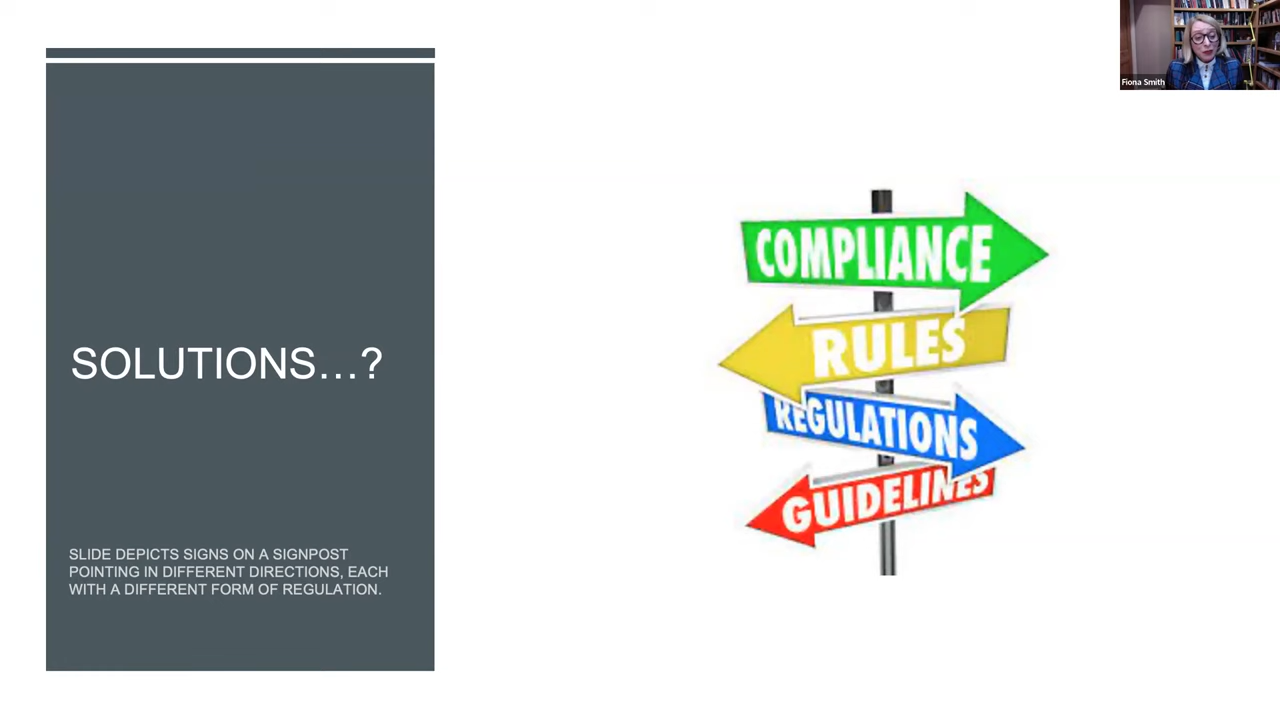 Fiona Smith
SOLUTIONS...?
SLIDE DEPICTS SIGNS ON A SIGNPOST
POINTING IN DIFFERENT DIRECTIONS, EACH
WITH A DIFFERENT FORM OF REGULATION.
COMPLIANCE
RULES
REGULATIONS
GUIDELINES